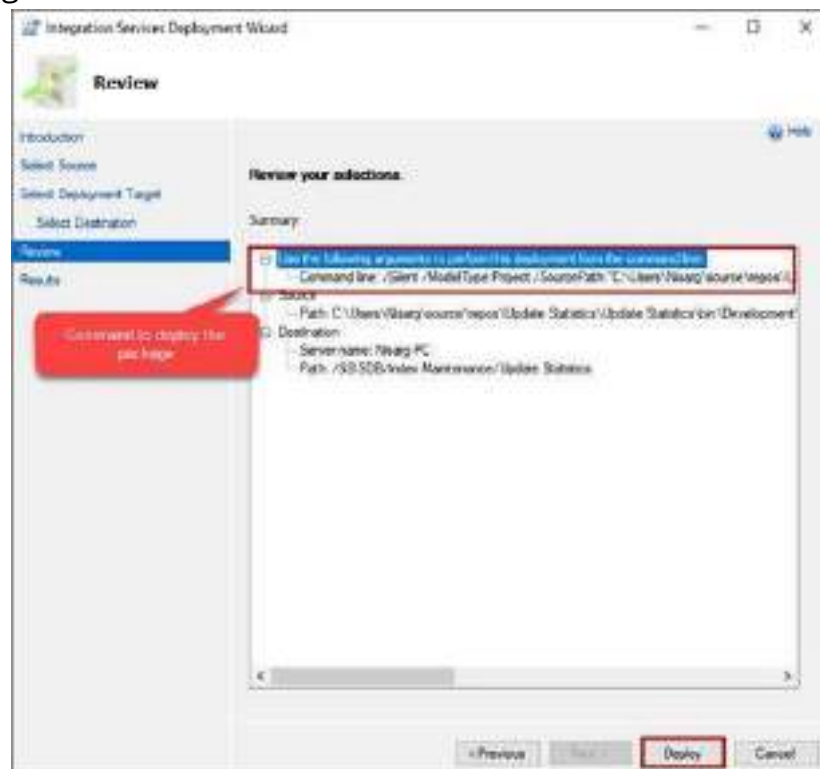 Integration Services Deployment Wizard
Review
Help
Introduction
Select Source
Select Deployment Target
Select Destination
Review
Results
Review your selections.
Summary
Use the following arguments to perform this deployment from the command line:
Command line: /Silent /ModelType:Project /SourcePath:"C:\Users\Nisarg\source\repos\
Source
Path: C:\Users\Nisarg\source\repos\Update Statistics\Update Statistics\bin\Development\
Destination
Server name: Nisarg-PC
Path: /SSISDB/Index Maintenance/Update Statistics
Command to deploy the
package
< Previous
Deploy
Cancel